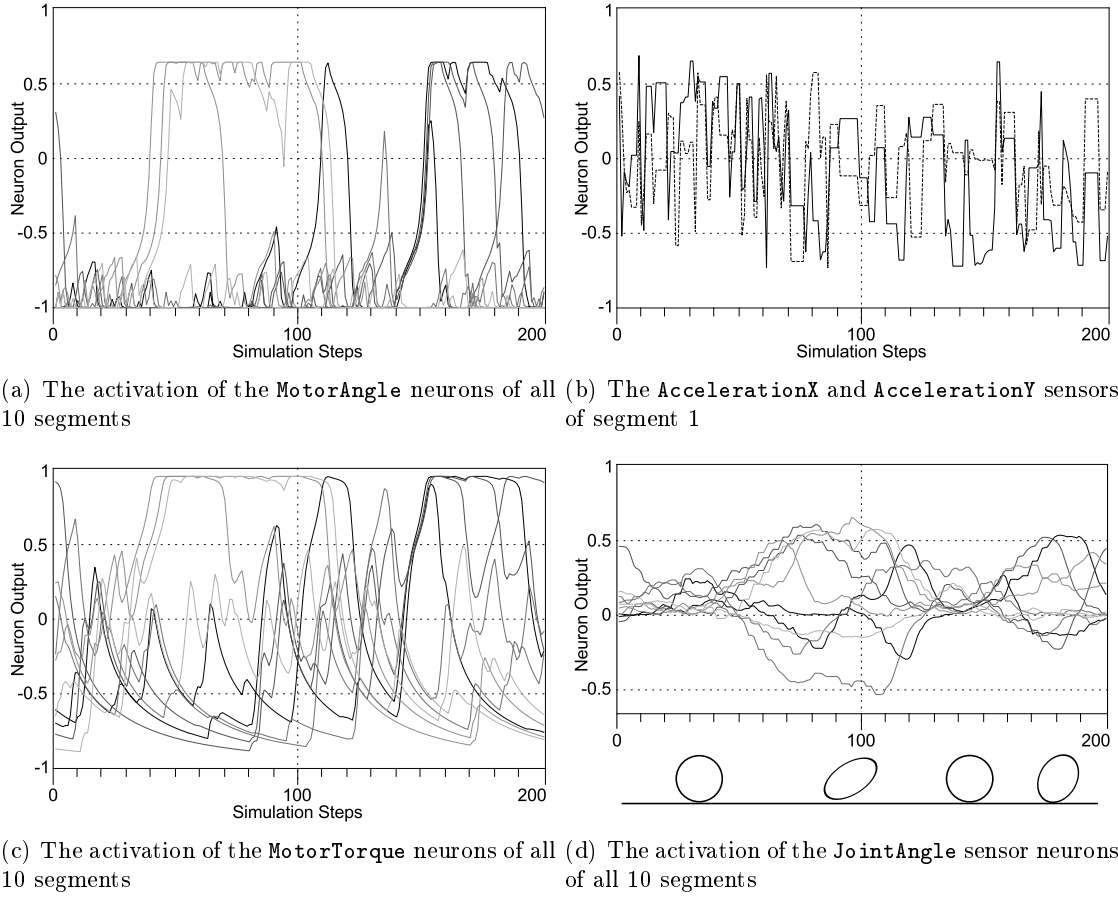 1
0.5
0
-0.5
-1
Neuron Output
0
100
200
Simulation Steps
(a) The activation of the MotorAngle neurons of all
10 segments
1
0.5
0
-0.5
-1
Neuron Output
0
100
200
Simulation Steps
(b) The AccelerationX and AccelerationY sensors
of segment 1
1
0.5
0
-0.5
-1
Neuron Output
0
100
200
Simulation Steps
(c) The activation of the MotorTorque neurons of all
10 segments
1
0.5
0
-0.5
Neuron Output
0
100
200
(d) The activation of the JointAngle sensor neurons
of all 10 segments